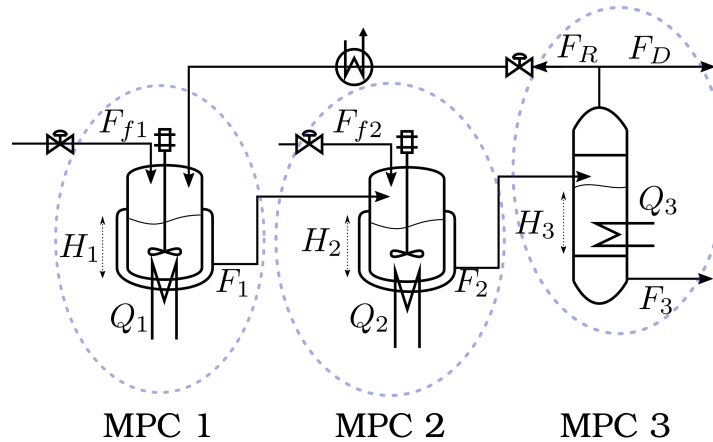 F_R F_D
F_{f1} F_{f2}
H_1 H_2 H_3 Q_3
F_1 F_2 F_3
Q_1 Q_2
MPC 1 MPC 2 MPC 3